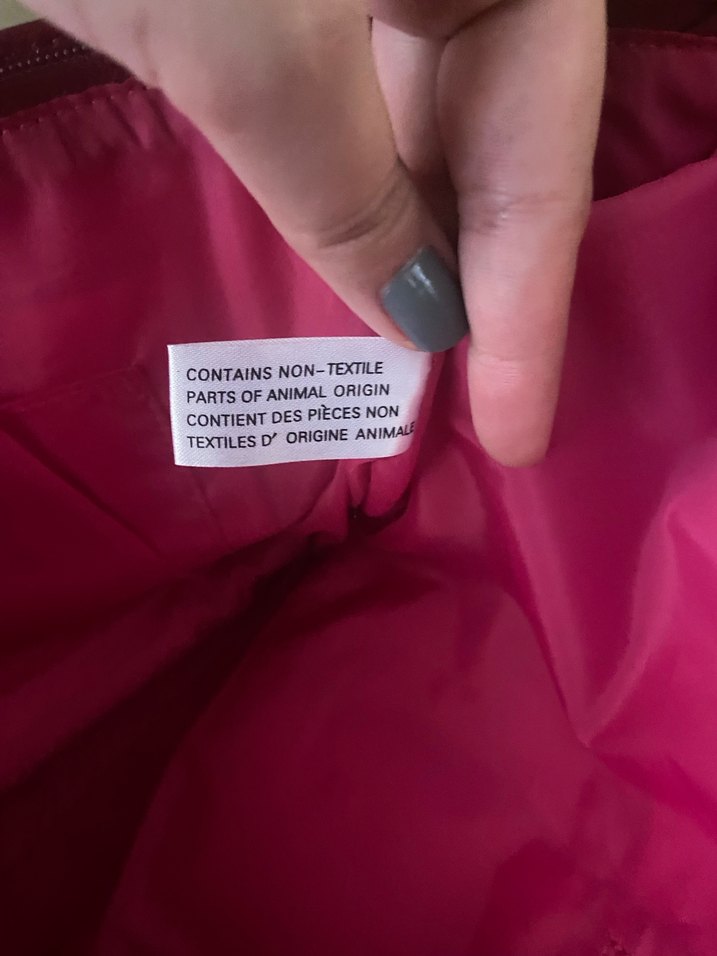 CONTAINS NON-TEXTILE
PARTS OF ANIMAL ORIGIN
CONTIENT DES PIÈCES NON
TEXTILES D' ORIGINE ANIMALE